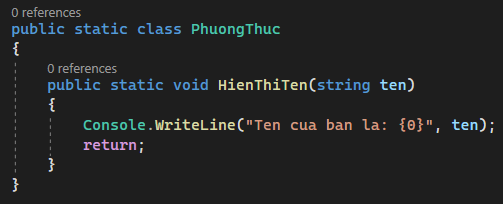 0 references
public static class PhuongThuc
{
0 references
public static void HienThiTen(string ten)
{
Console.WriteLine("Ten cua ban la: {0}", ten);
return;
}
}